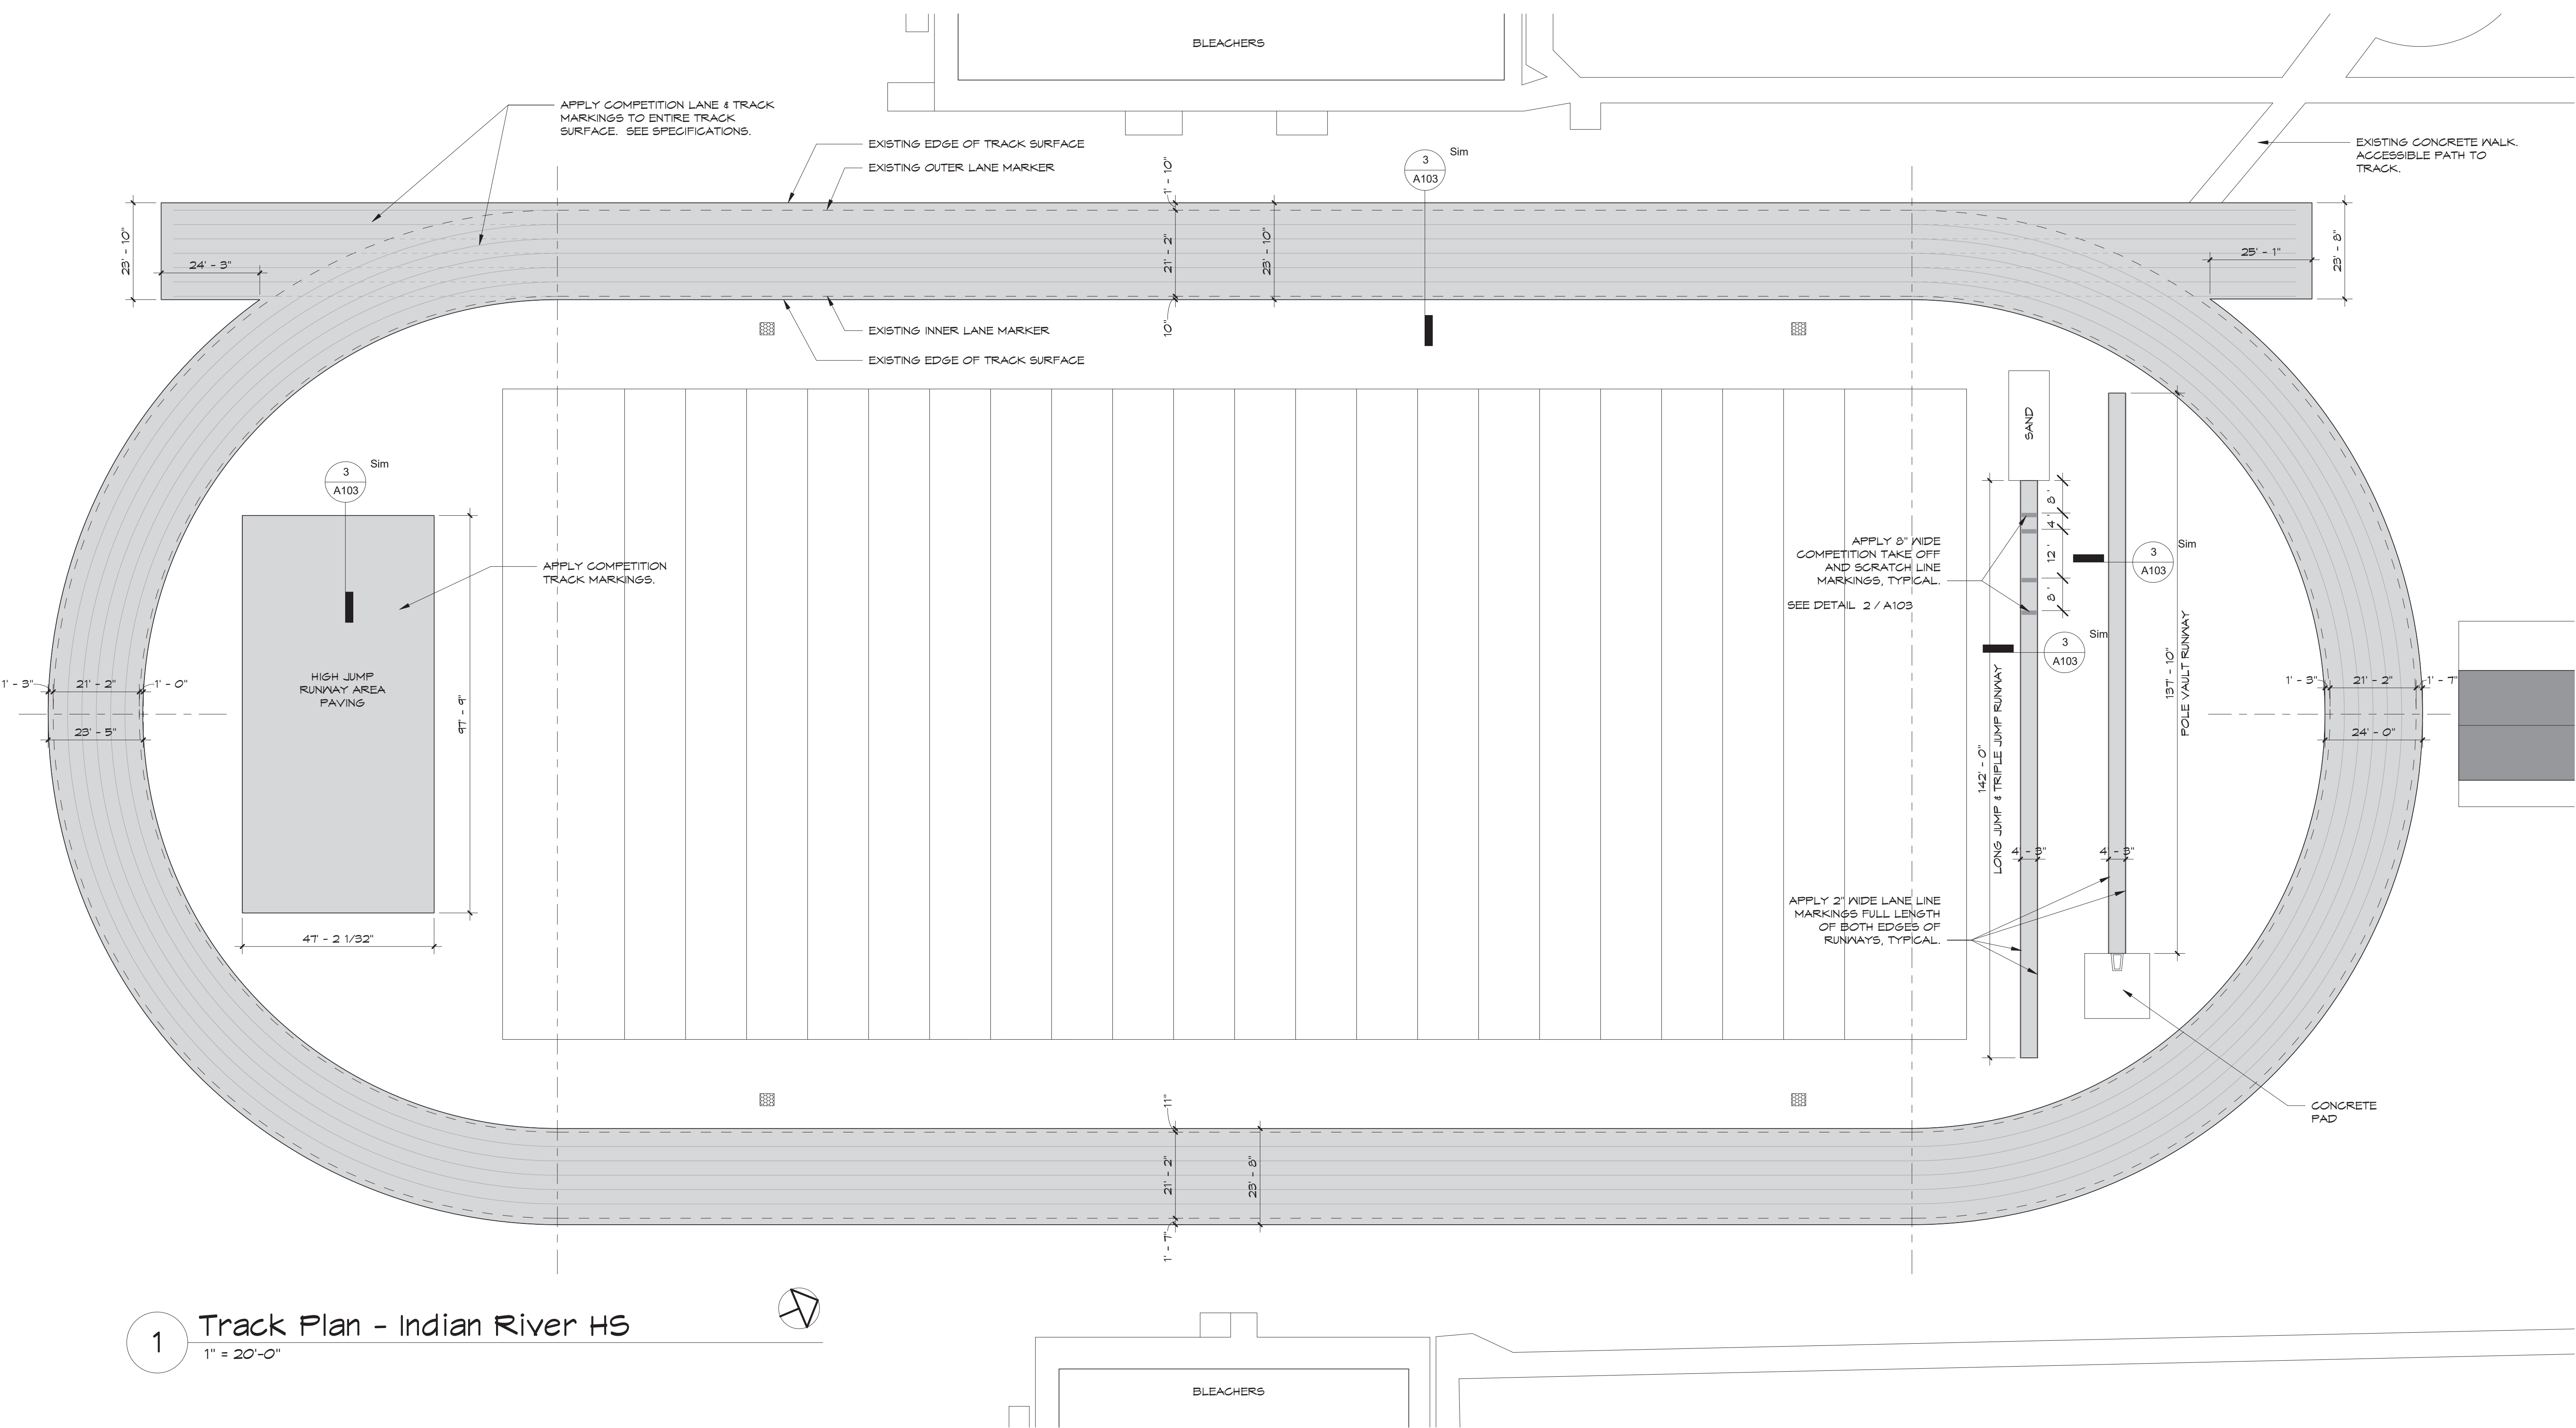 BLEACHERS
APPLY COMPETITION LANE & TRACK
MARKINGS TO ENTIRE TRACK
SURFACE. SEE SPECIFICATIONS.
EXISTING EDGE OF TRACK SURFACE
EXISTING OUTER LANE MARKER
1' - 10"
3
A103
Sim
EXISTING CONCRETE WALK.
ACCESSIBLE PATH TO
TRACK.
23' - 10"
24' - 3"
21' - 2"
23' - 10"
25' - 1"
23' - 8"
10"
EXISTING INNER LANE MARKER
EXISTING EDGE OF TRACK SURFACE
SAND
3
A103
Sim
8'
4'
12'
8'
APPLY 8" WIDE
COMPETITION TAKE OFF
AND SCRATCH LINE
MARKINGS, TYPICAL.
SEE DETAIL 2 / A103
3
A103
Sim
APPLY COMPETITION
TRACK MARKINGS.
3
A103
Sim
HIGH JUMP
RUNWAY AREA
PAVING
97' - 9"
47' - 2 1/32"
1' - 3"
21' - 2"
1' - 0"
23' - 5"
142' - 0"
LONG JUMP & TRIPLE JUMP RUNWAY
137' - 10"
POLE VAULT RUNWAY
1' - 3"
21' - 2"
1' - 7"
24' - 0"
4' - 3"
4' - 3"
APPLY 2" WIDE LANE LINE
MARKINGS FULL LENGTH
OF BOTH EDGES OF
RUNWAYS, TYPICAL.
CONCRETE
PAD
11"
21' - 2"
23' - 8"
1' - 7"
1
Track Plan - Indian River HS
1" = 20'-0"
BLEACHERS